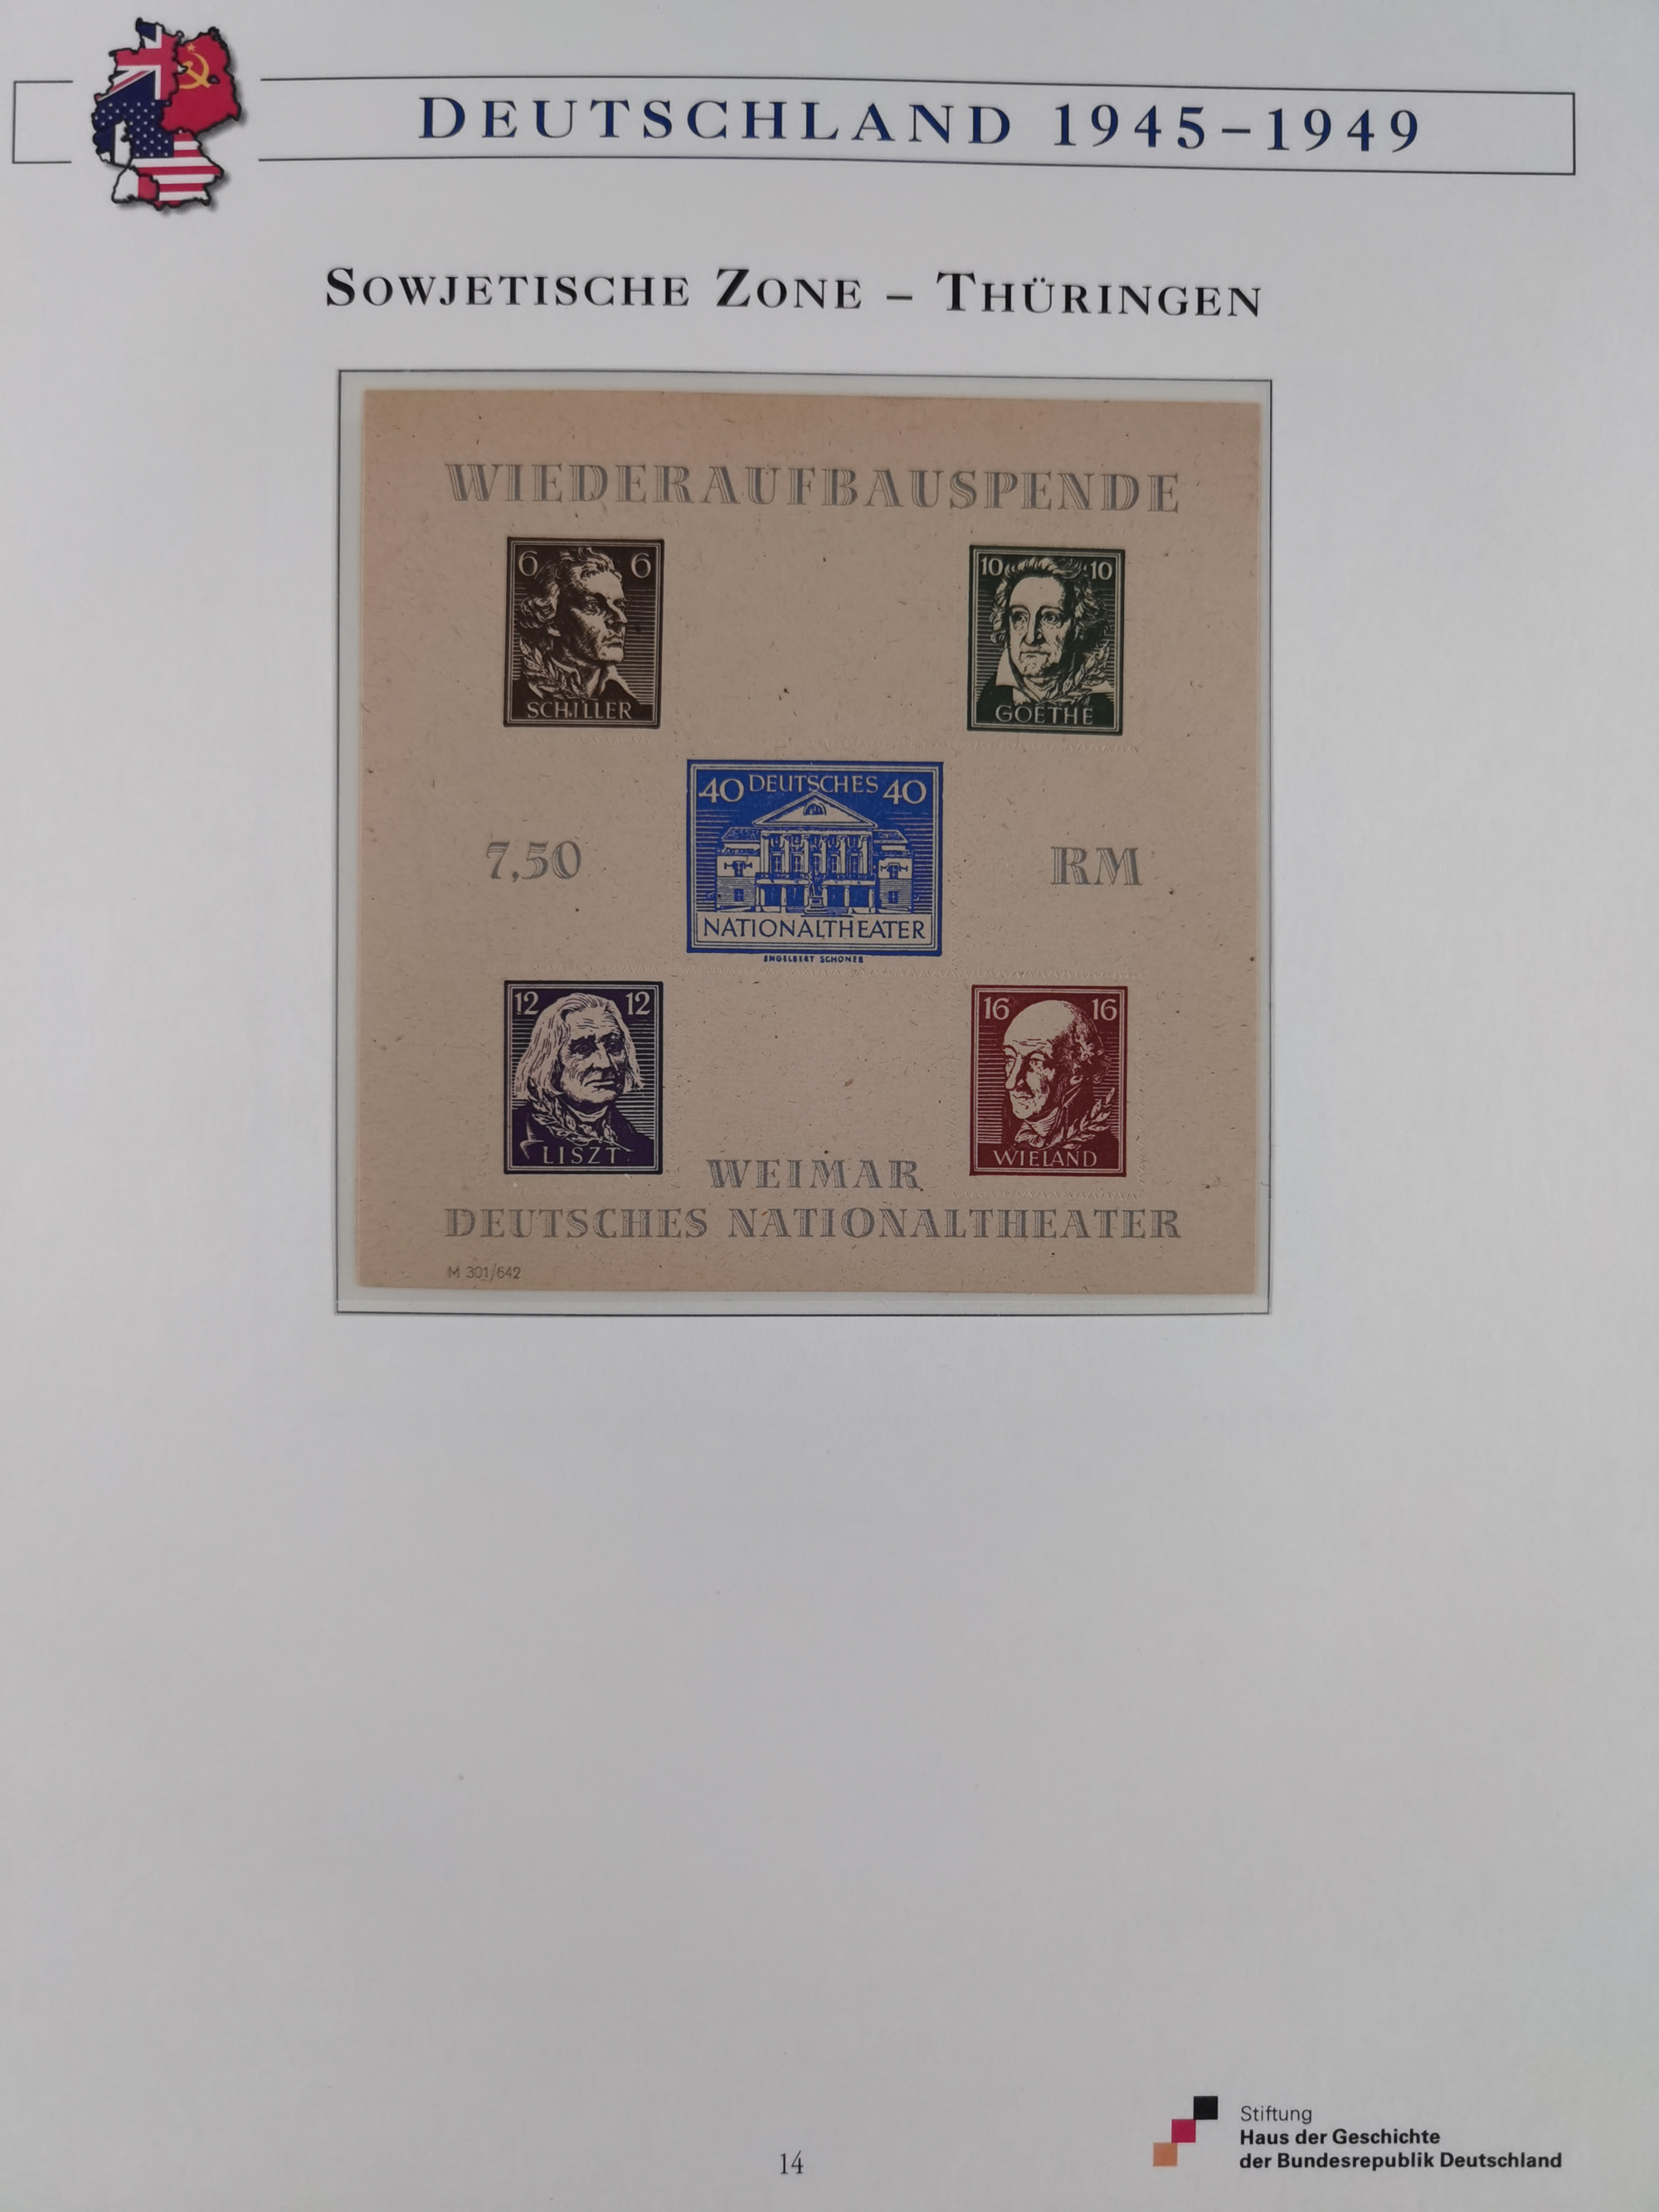 DEUTSCHLAND 1945–1949
SOWJETISCHE ZONE – THÜRINGEN
WIEDERAUFBAUSPENDE
6 6
SCHILLER
10 10
GOETHE
40 DEUTSCHES 40
NATIONALTHEATER
ENGELBERT SCHONER
7,50
RM
12 12
LISZT
16 16
WIELAND
WEIMAR
DEUTSCHES NATIONALTHEATER
M 301/642
14
Stiftung
Haus der Geschichte
der Bundesrepublik Deutschland